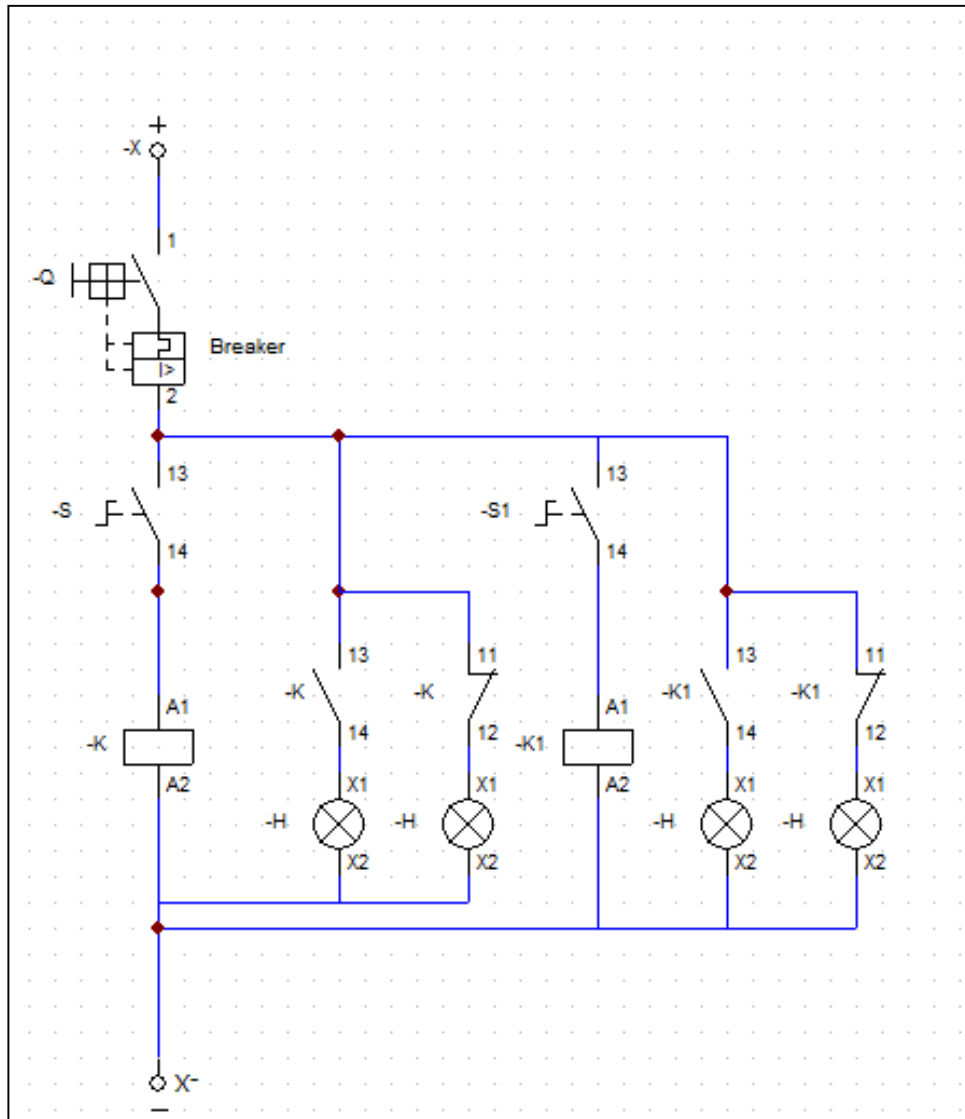 +
-X
1
-Q
Breaker
I>
2
13 13
-S -S1
14 14
13 11 13 11
-K -K -K1 -K1
A1 14 12 A1 14 12
-K -K1
A2 X1 X1 A2 X1 X1
-H -H -H -H
X2 X2 X2 X2
X-
–